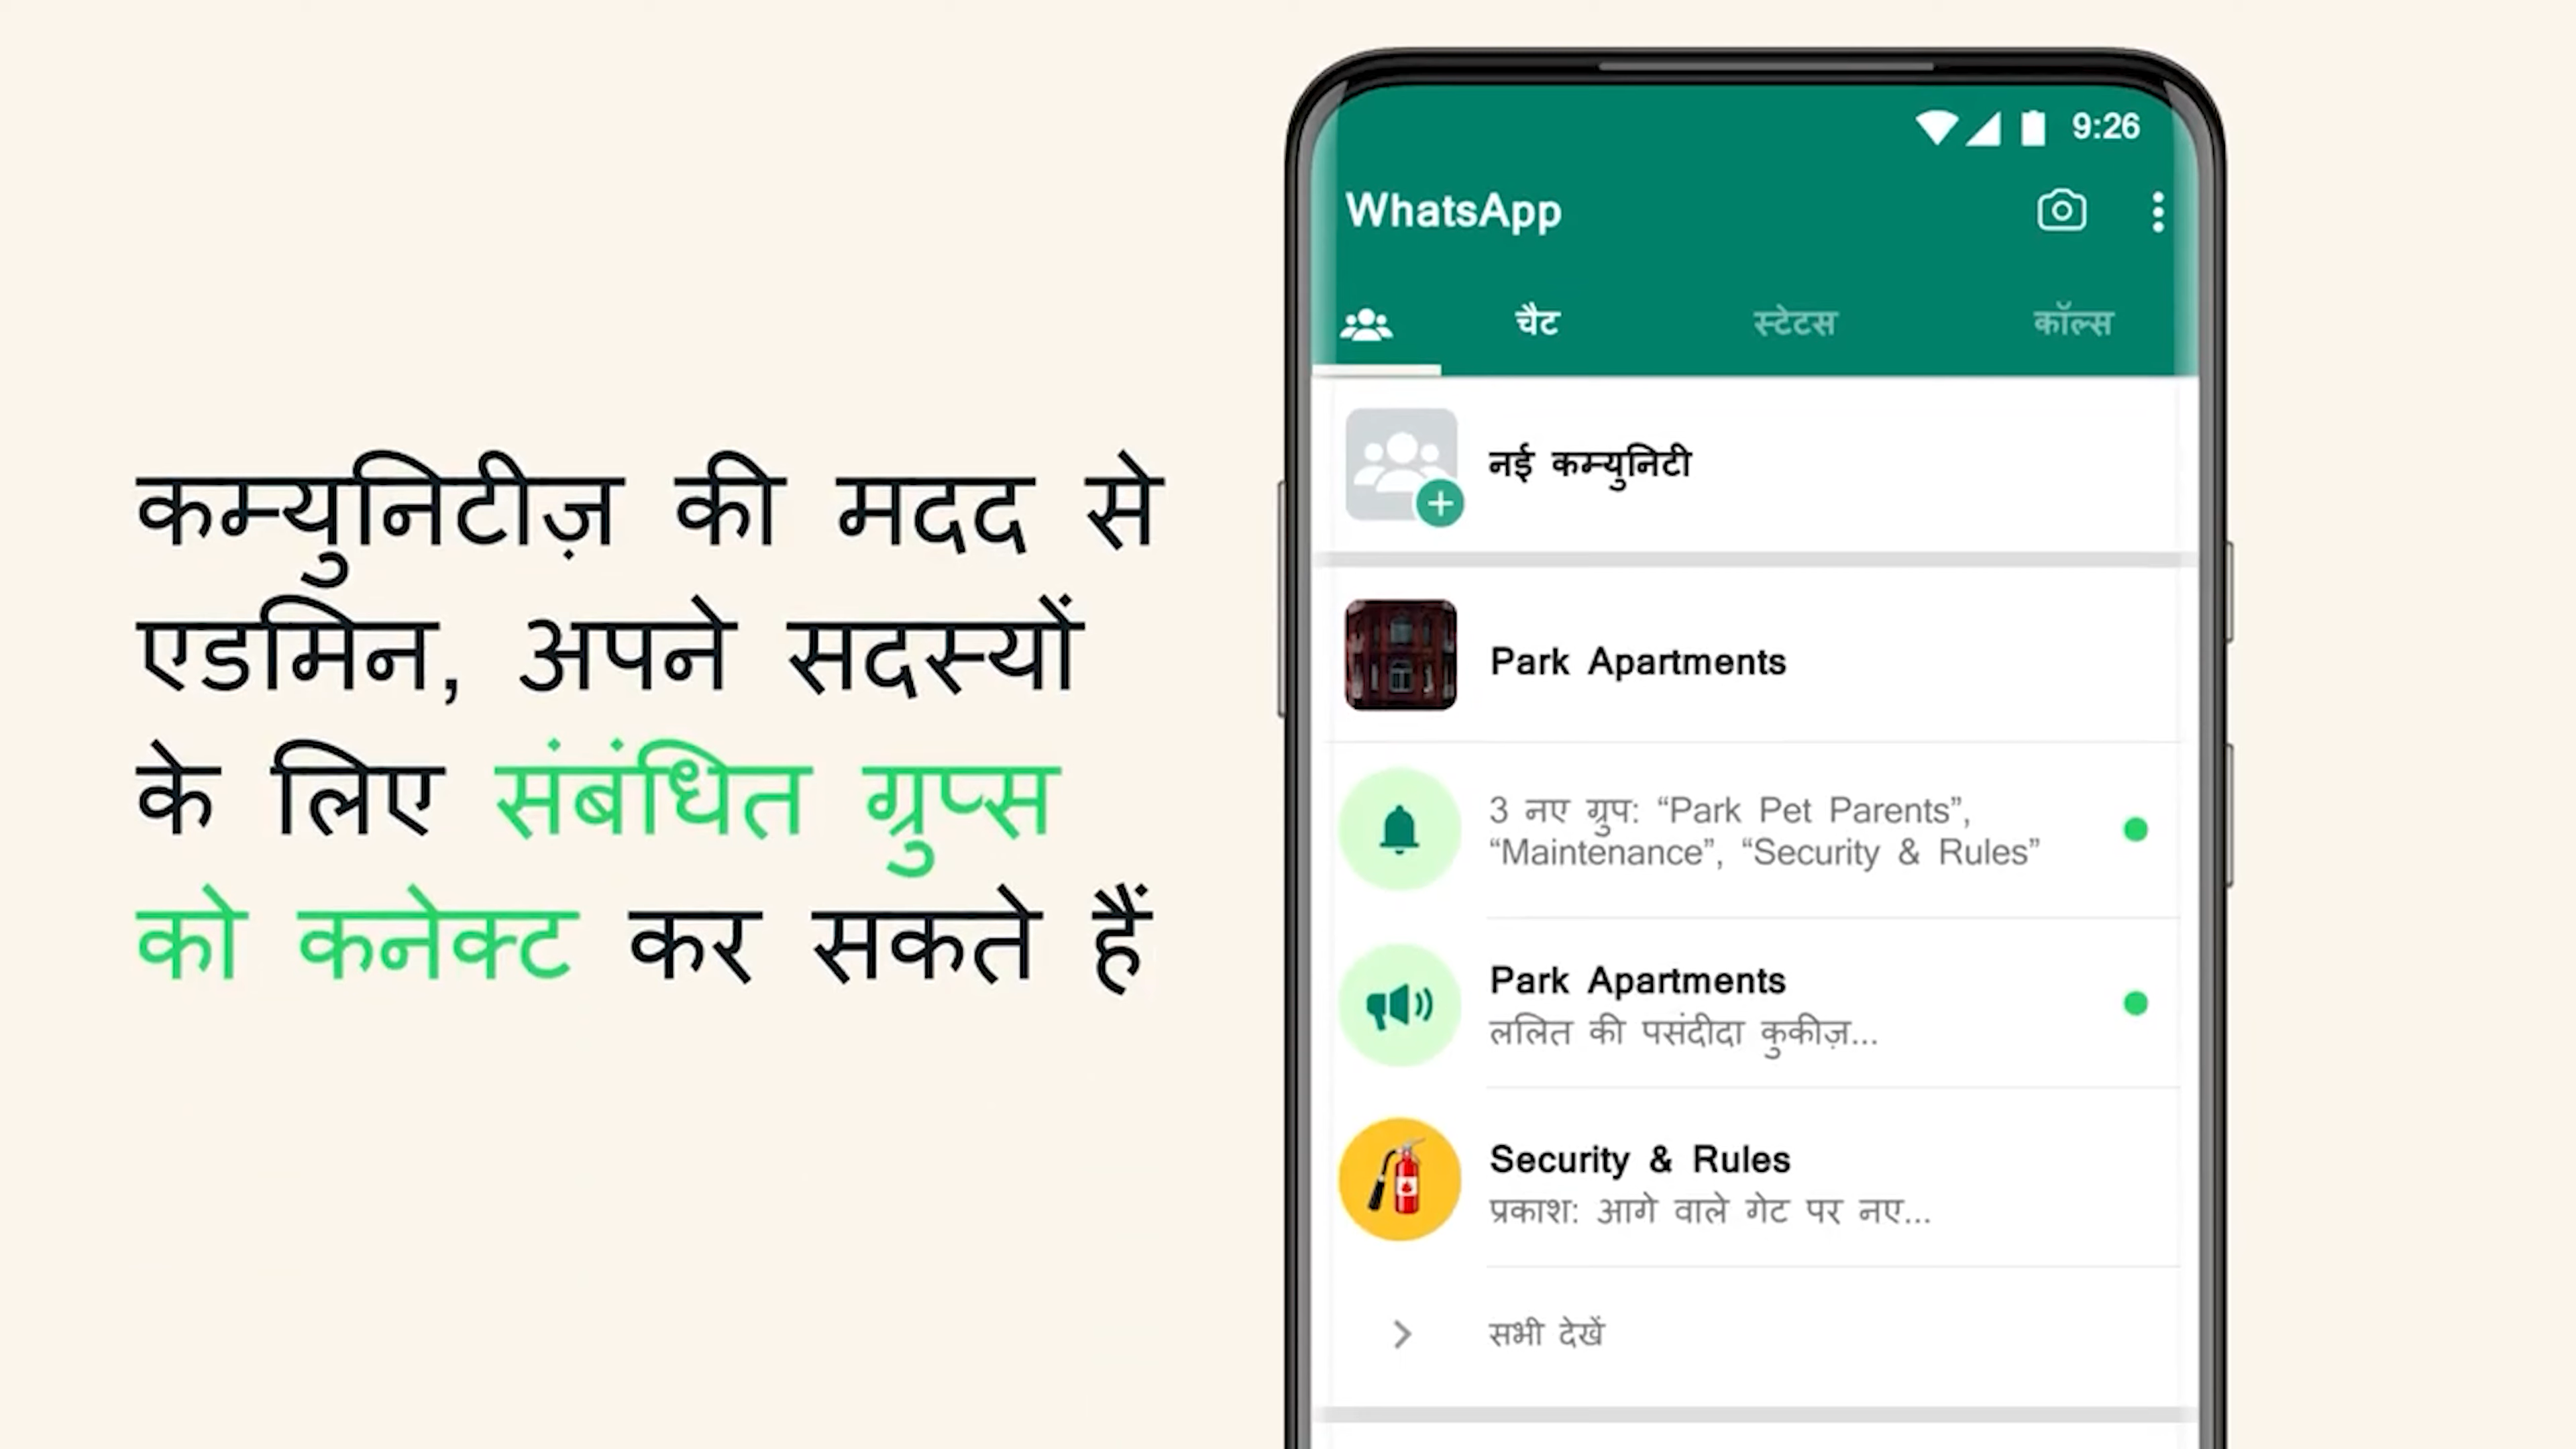 कम्युनिटीज़ की मदद से
एडमिन, अपने सदस्यों
के लिए संबंधित ग्रुप्स
को कनेक्ट कर सकते हैं
9:26
WhatsApp
चैट
स्टेटस
कॉल्स
नई कम्युनिटी
Park Apartments
3 नए ग्रुप: “Park Pet Parents”,
“Maintenance”, “Security & Rules”
Park Apartments
ललित की पसंदीदा कुकीज़...
Security & Rules
प्रकाश: आगे वाले गेट पर नए...
सभी देखें